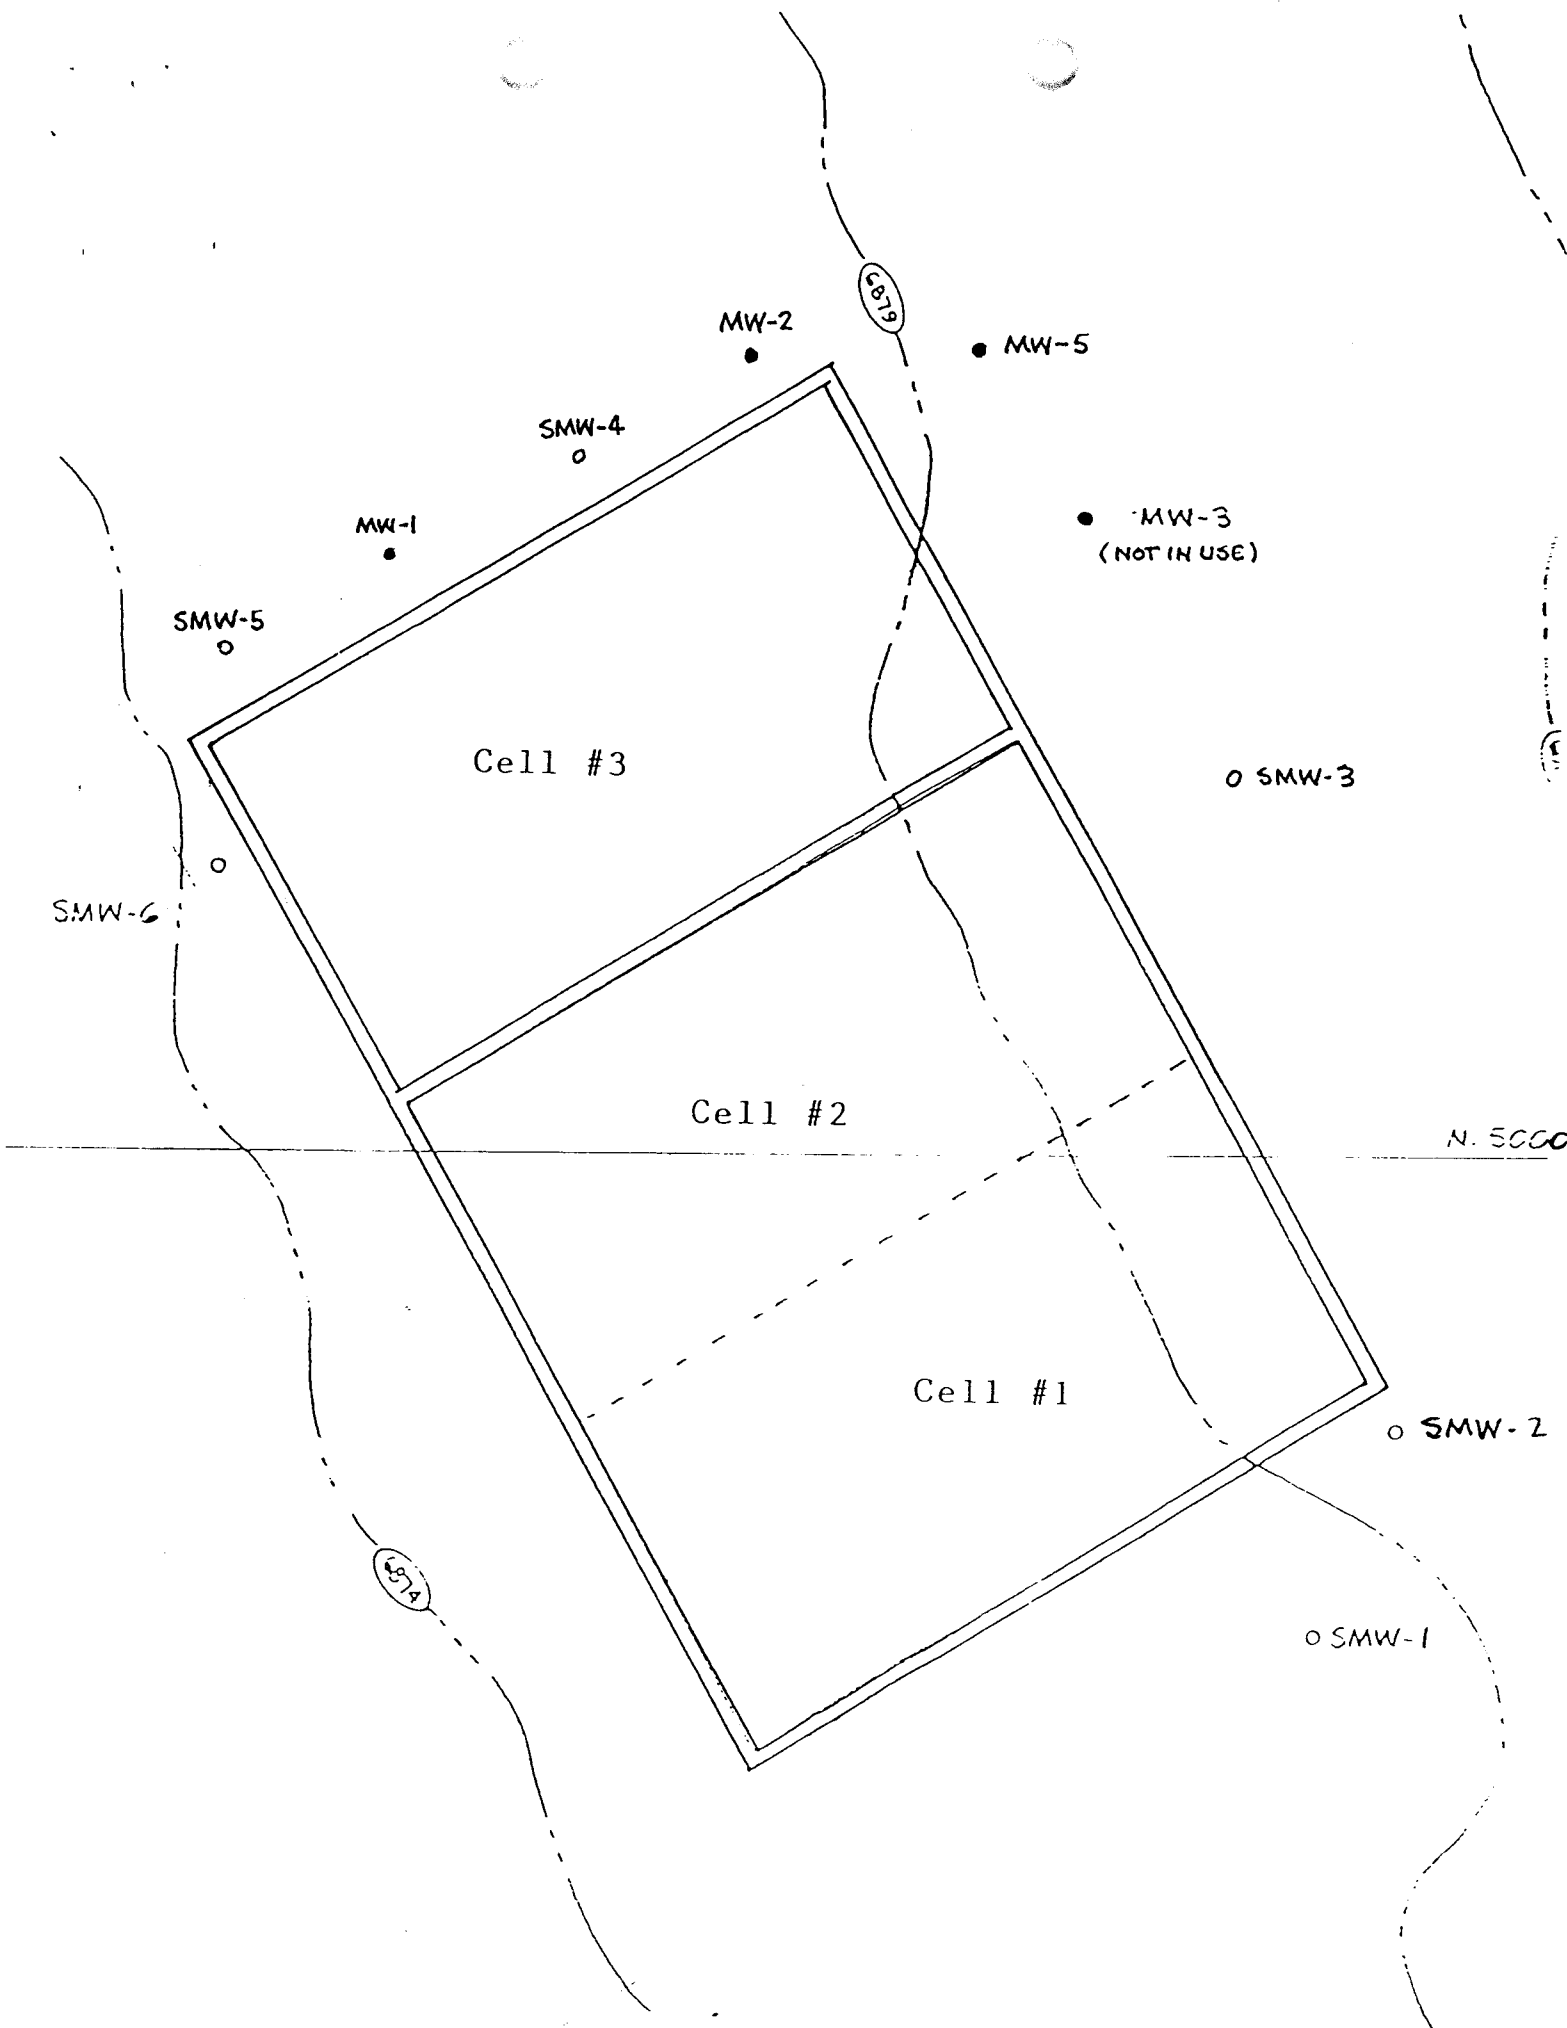 6879
MW-2
MW-5
SMW-4
MW-3
(NOT IN USE)
MW-1
SMW-5
Cell #3
SMW-3
SMW-6
Cell #2
N. 5000
Cell #1
SMW-2
6874
SMW-1